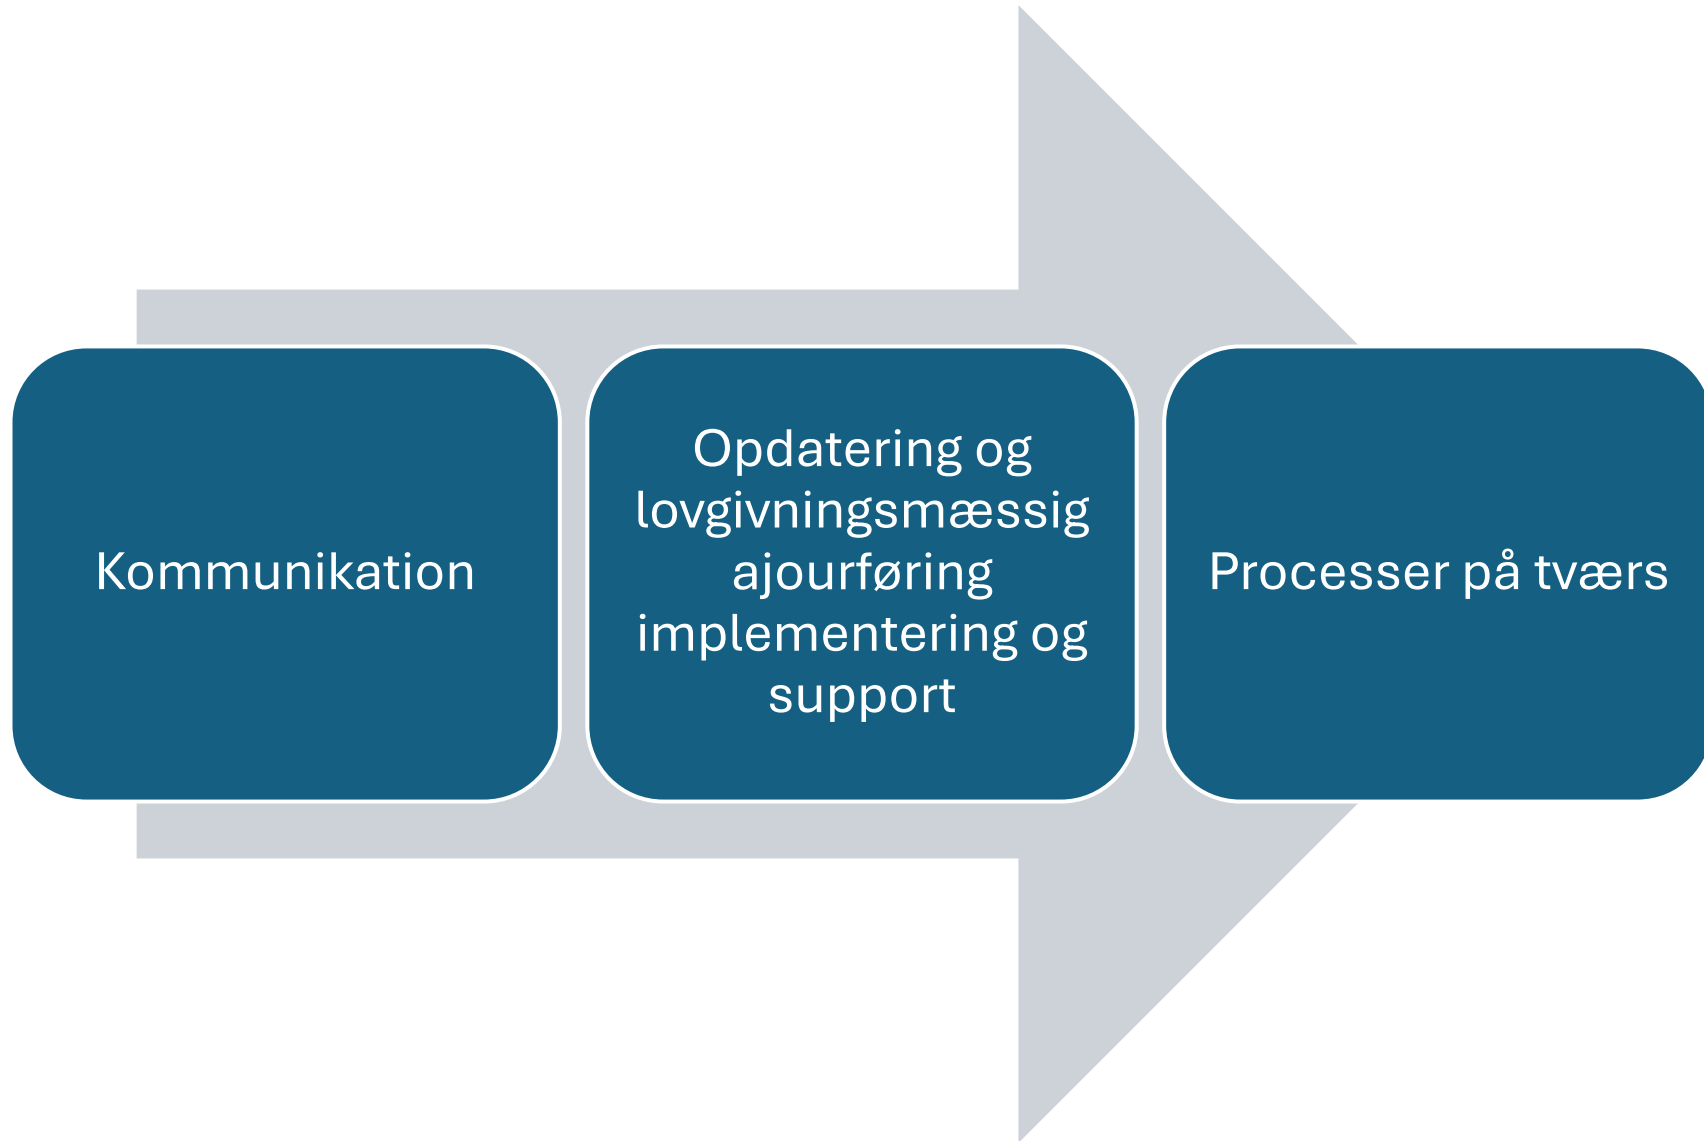 Kommunikation
Opdatering og
lovgivningsmæssig
ajourføring
implementering og
support
Processer på tværs